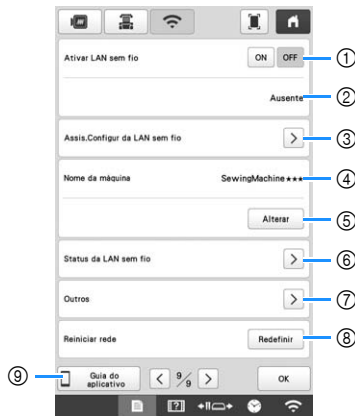 Ativar LAN sem fio ON OFF ①
Ausente ②
Assis.Configur da LAN sem fio ③
Nome da máquina SewingMachine★★★ ④
Alterar ⑤
Status da LAN sem fio ⑥
Outros ⑦
Reiniciar rede Redefinir ⑧
⑨ Guia do
aplicativo
9/9
OK